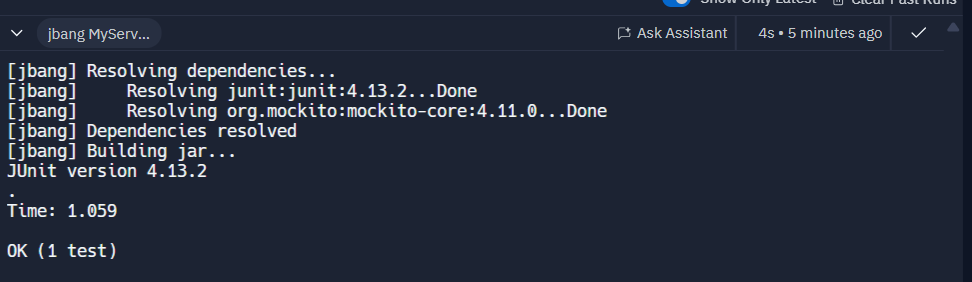 Show Only Latest Clear Past Runs
jbang MyServ... Ask Assistant 4s • 5 minutes ago
[jbang] Resolving dependencies...
[jbang]     Resolving junit:junit:4.13.2...Done
[jbang]     Resolving org.mockito:mockito-core:4.11.0...Done
[jbang] Dependencies resolved
[jbang] Building jar...
JUnit version 4.13.2
.
Time: 1.059
OK (1 test)